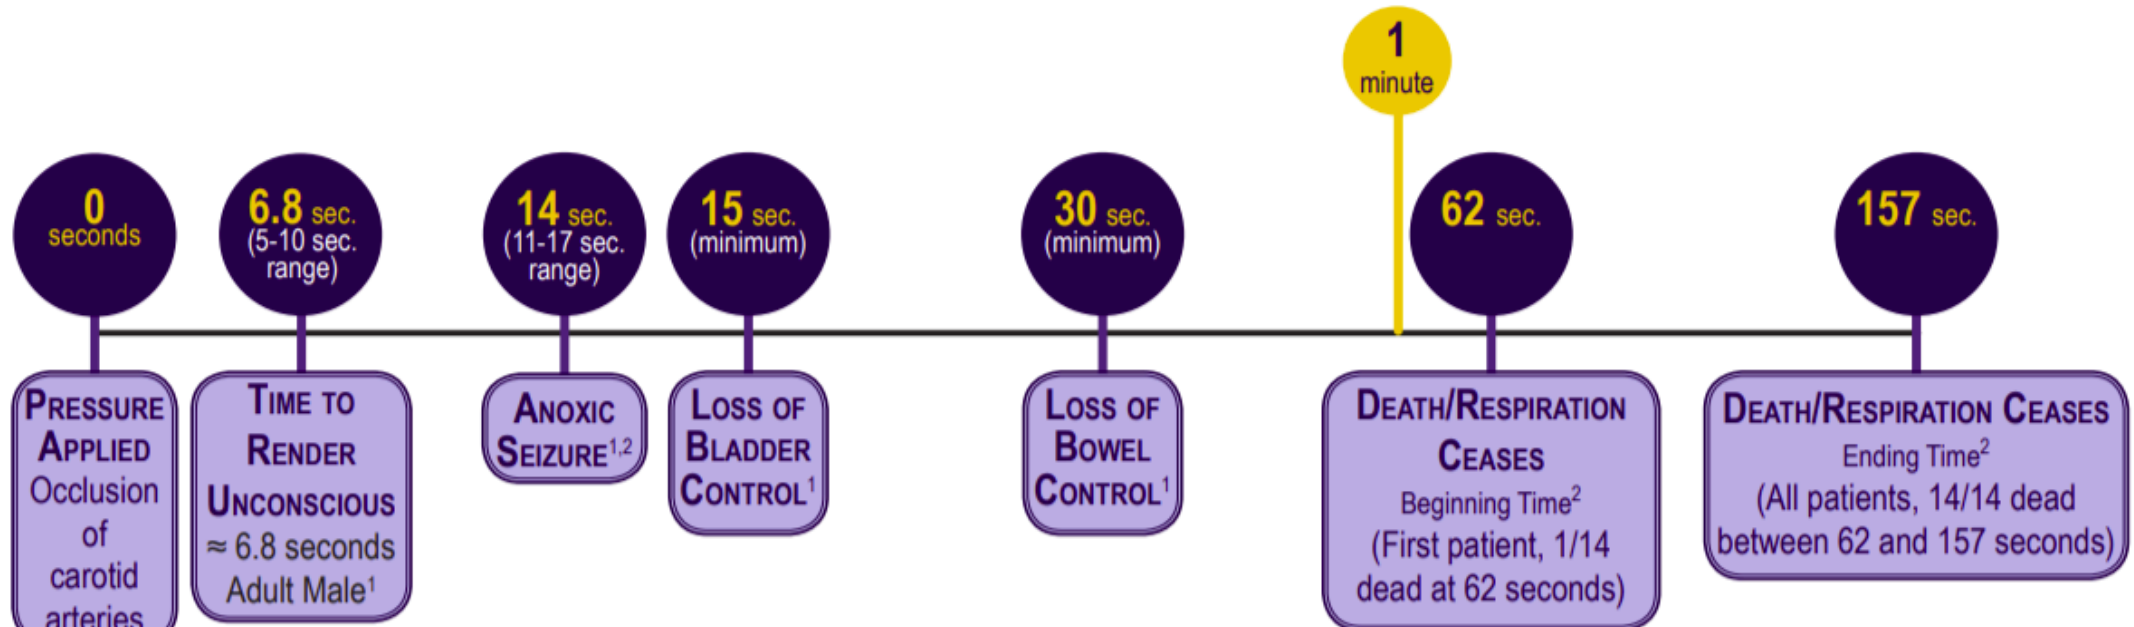 1
minute
0
seconds
6.8 sec.
(5-10 sec.
range)
14 sec.
(11-17 sec.
range)
15 sec.
(minimum)
30 sec.
(minimum)
62 sec.
157 sec.
PRESSURE
APPLIED
Occlusion
of
carotid
arteries
TIME TO
RENDER
UNCONSCIOUS
≈ 6.8 seconds
Adult Male¹
ANOXIC
SEIZURE¹,²
LOSS OF
BLADDER
CONTROL¹
LOSS OF
BOWEL
CONTROL¹
DEATH/RESPIRATION
CEASES
Beginning Time²
(First patient, 1/14
dead at 62 seconds)
DEATH/RESPIRATION CEASES
Ending Time²
(All patients, 14/14 dead
between 62 and 157 seconds)